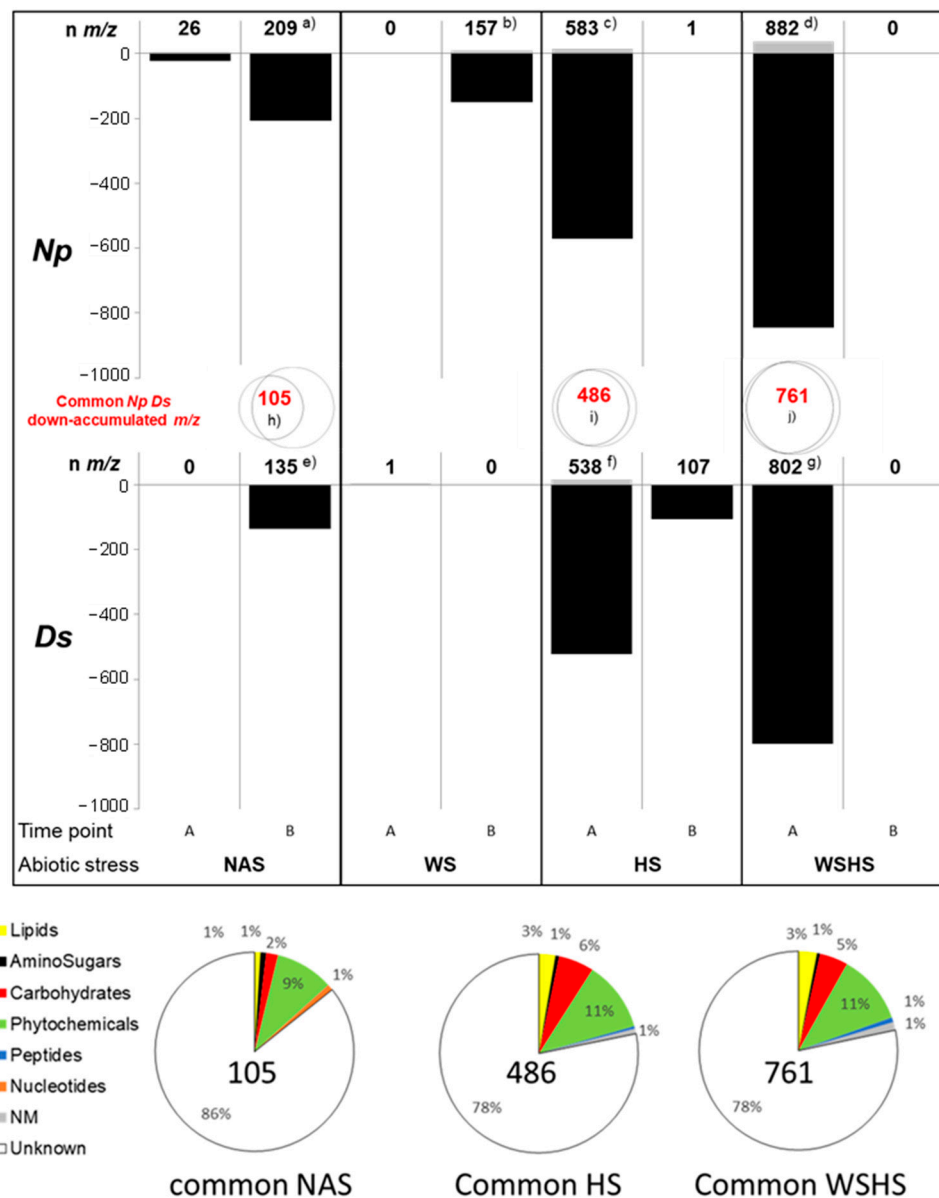 n m/z 26 209 a) 0 157 b) 583 c) 1 882 d) 0
0
−200
−400
Np
−600
−800
−1000
Common Np Ds
down-accumulated m/z
105
h)
486
i)
761
j)
n m/z 0 135 e) 1 0 538 f) 107 802 g) 0
0
−200
−400
Ds
−600
−800
−1000
Time point A B A B A B A B
Abiotic stress NAS WS HS WSHS
Lipids
AminoSugars
Carbohydrates
Phytochemicals
Peptides
Nucleotides
NM
Unknown
1% 1% 2% 9% 1%
105
86%
common NAS
3% 1% 6% 11% 1%
486
78%
Common HS
3% 1% 5% 11% 1% 1%
761
78%
Common WSHS